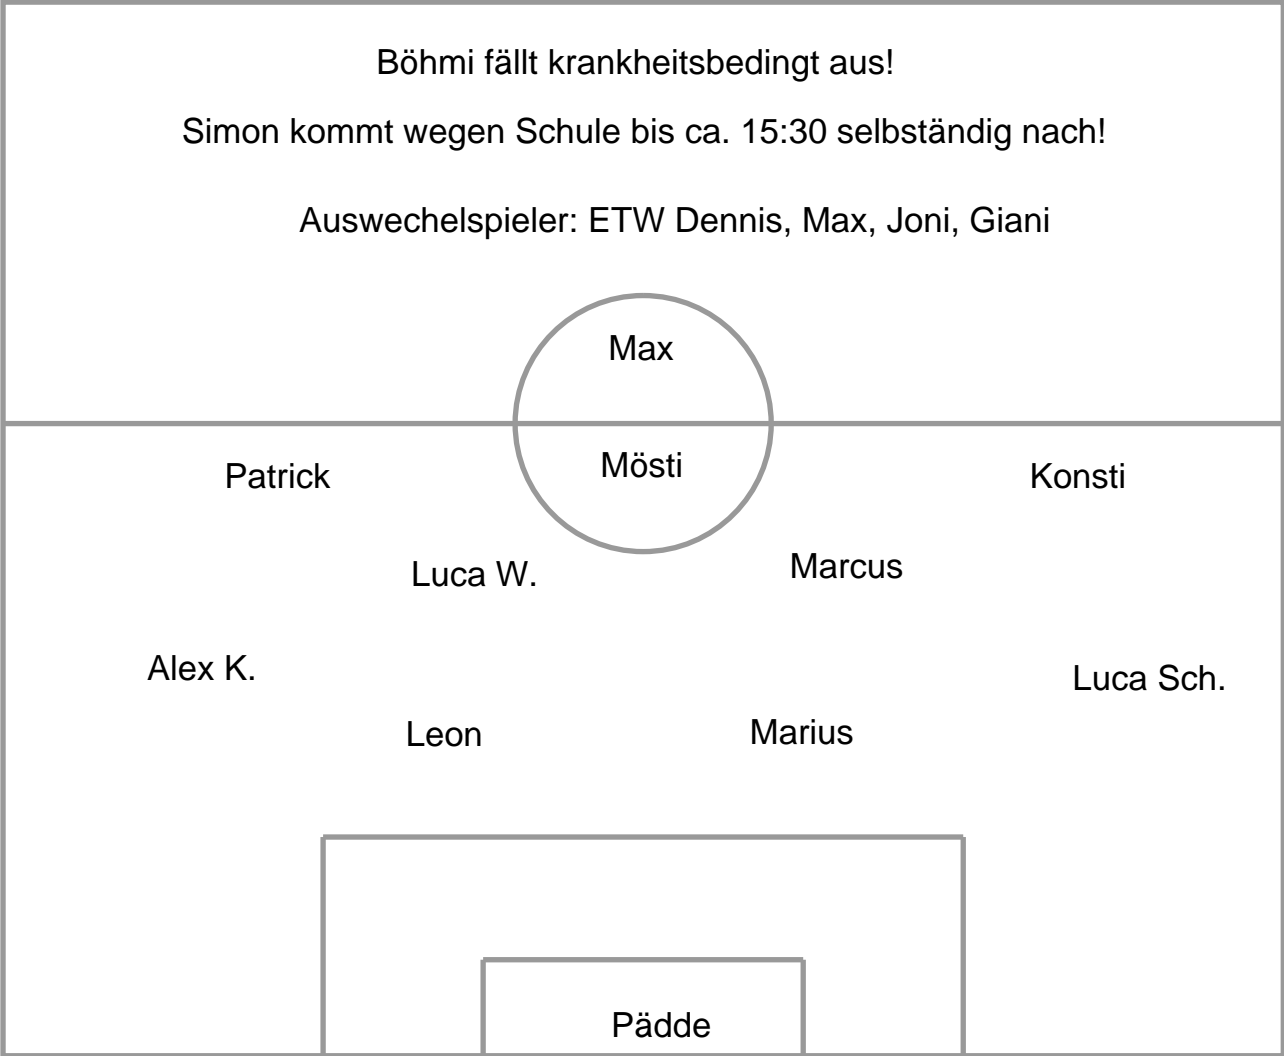 Böhmi fällt krankheitsbedingt aus!
Simon kommt wegen Schule bis ca. 15:30 selbständig nach!
Auswechelspieler: ETW Dennis, Max, Joni, Giani
Max
Mösti
Patrick
Konsti
Luca W.
Marcus
Alex K.
Luca Sch.
Leon
Marius
Pädde